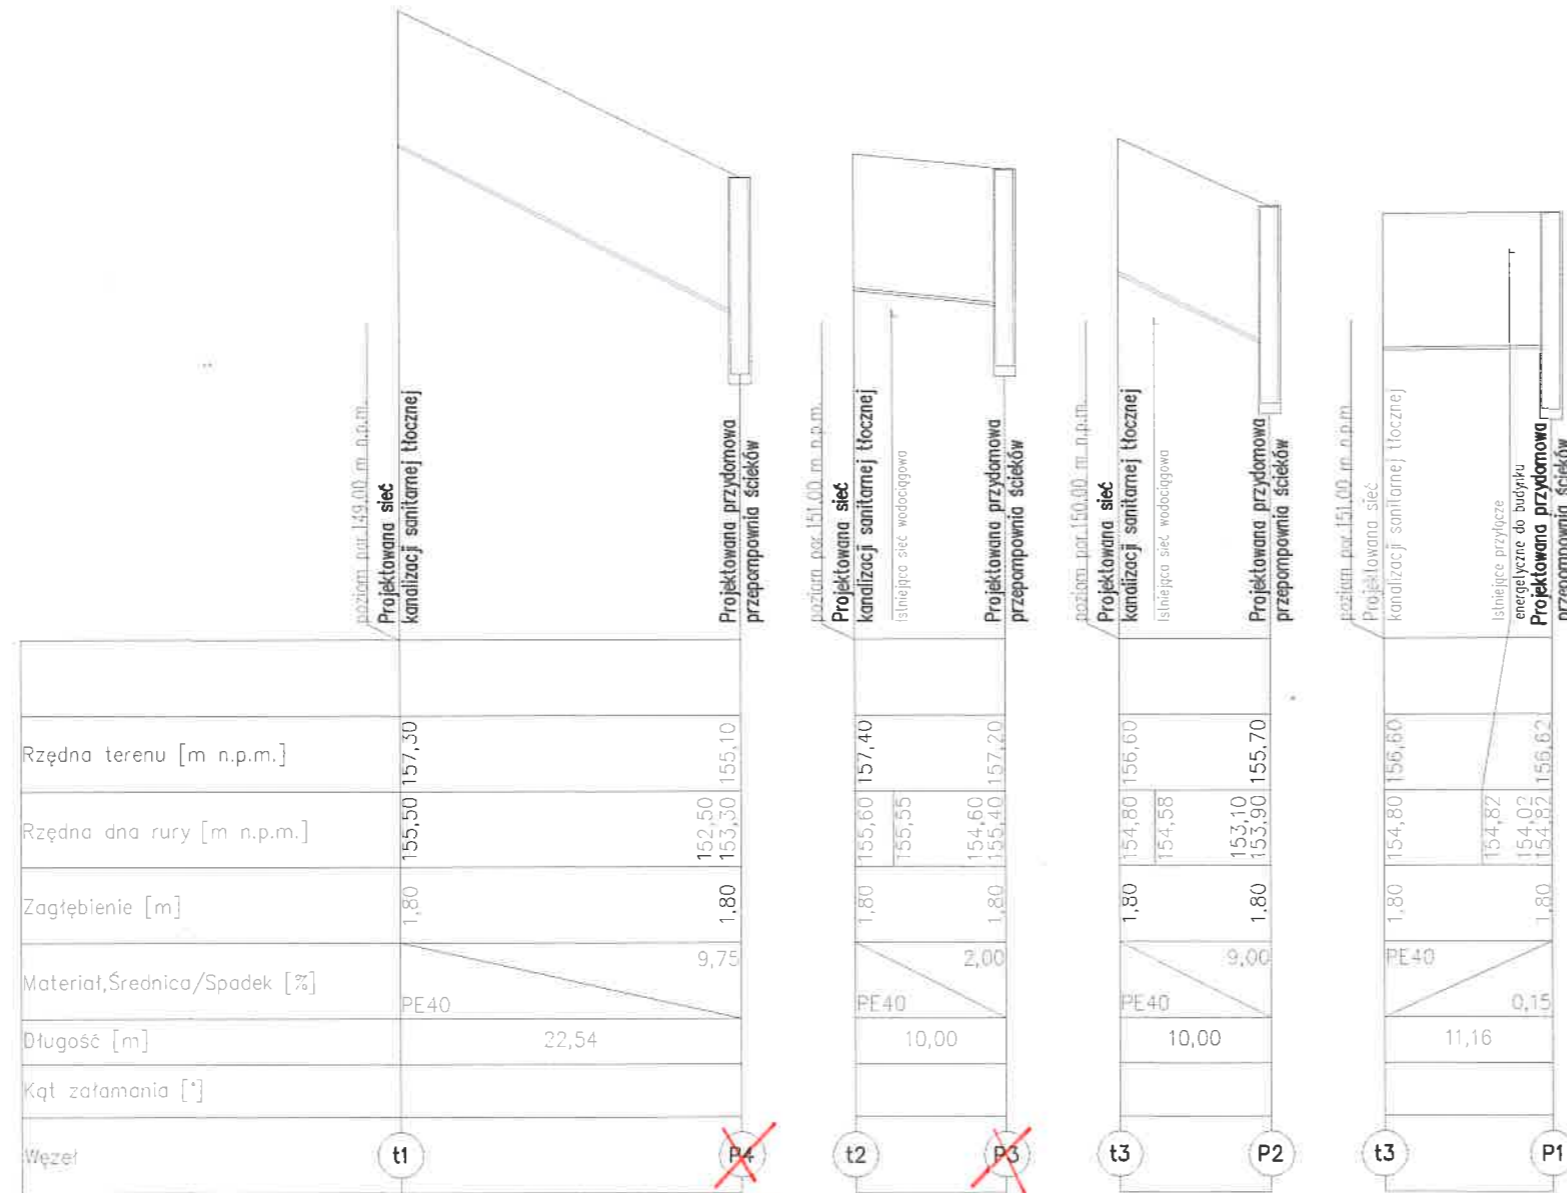 poziom por.149,00 m n.p.m.
Projektowana sieć
kanalizacji sanitarnej tłocznej
Projektowana przydomowa
przepompownia ścieków
poziom por.151,00 m n.p.m.
Projektowana sieć
kanalizacji sanitarnej tłocznej
Istniejąca sieć wodociągowa
Projektowana przydomowa
przepompownia ścieków
poziom por.150,00 m n.p.m.
Projektowana sieć
kanalizacji sanitarnej tłocznej
Istniejąca sieć wodociągowa
Projektowana przydomowa
przepompownia ścieków
poziom por.151,00 m n.p.m.
Projektowana sieć
kanalizacji sanitarnej tłocznej
Istniejące przyłącze
energetyczne do budynku
Projektowana przydomowa
przepompownia ścieków
Rzędna terenu [m n.p.m.] 157,30 155,10 157,40 157,20 156,60 155,70 156,60 156,62
Rzędna dna rury [m n.p.m.] 155,50 152,50 153,30 155,60 155,55 154,60 155,40 154,80 154,58 153,10 153,90 154,80 154,82 154,02 154,82
Zagłębienie [m] 1,80 1,80 1,80 1,80 1,80 1,80 1,80 1,80
Materiał,Średnica/Spadek [%] PE40 9,75 PE40 2,00 PE40 9,00 PE40 0,15
Długość [m] 22,54 10,00 10,00 11,16
Kąt załamania [°]
Węzeł t1 P4 t2 P3 t3 P2 t3 P1